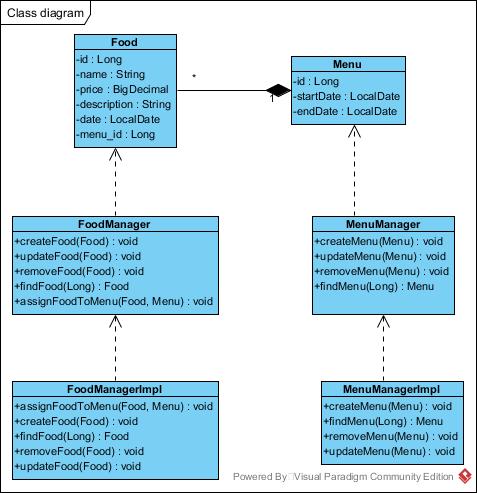 Class diagram
Food
-id : Long
-name : String
-price : BigDecimal
-description : String
-date : LocalDate
-menu_id : Long
*
1
Menu
-id : Long
-startDate : LocalDate
-endDate : LocalDate
FoodManager
+createFood(Food) : void
+updateFood(Food) : void
+removeFood(Food) : void
+findFood(Long) : Food
+assignFoodToMenu(Food, Menu) : void
MenuManager
+createMenu(Menu) : void
+updateMenu(Menu) : void
+removeMenu(Menu) : void
+findMenu(Long) : Menu
FoodManagerImpl
+assignFoodToMenu(Food, Menu) : void
+createFood(Food) : void
+findFood(Long) : Food
+removeFood(Food) : void
+updateFood(Food) : void
MenuManagerImpl
+createMenu(Menu) : void
+findMenu(Long) : Menu
+removeMenu(Menu) : void
+updateMenu(Menu) : void
Powered By Visual Paradigm Community Edition